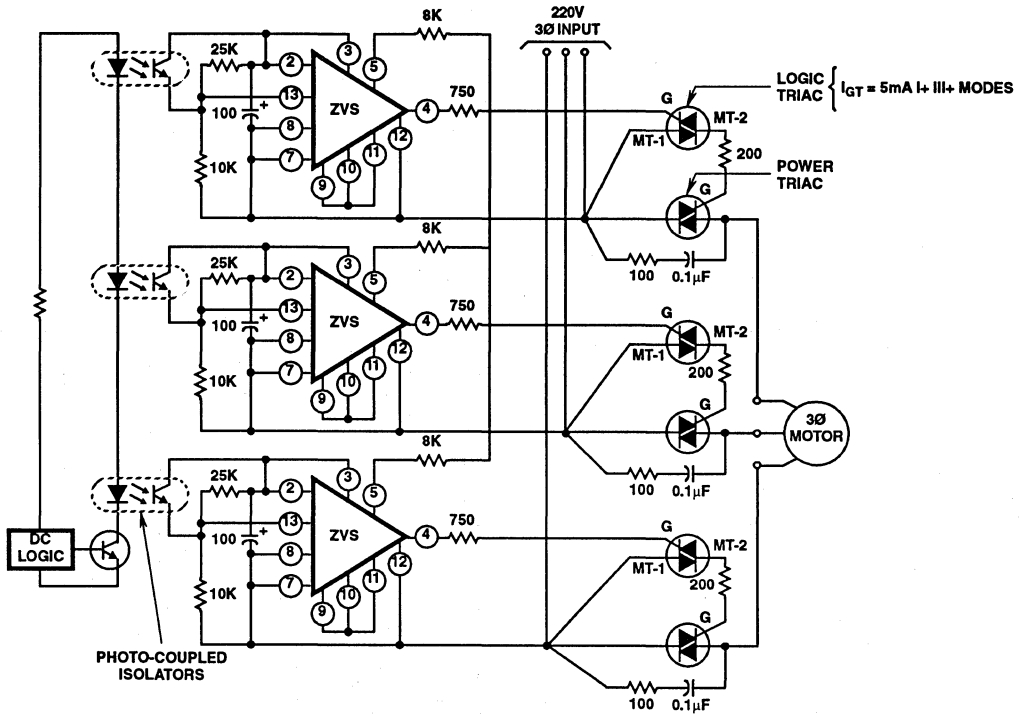 220V
3Ø INPUT
8K
25K
2
3
5
13
100
+
ZVS
4
750
8
12
7
11
10
9
10K
G
LOGIC
TRIAC
IGT = 5mA I+ III+ MODES
MT-2
MT-1
200
POWER
TRIAC
G
100
0.1μF
8K
25K
2
3
5
13
100
+
ZVS
4
750
8
12
7
11
10
9
10K
G
MT-2
MT-1
200
G
100
0.1μF
3Ø
MOTOR
8K
25K
2
3
5
13
100
+
ZVS
4
750
8
12
7
11
10
9
10K
G
MT-2
MT-1
200
G
100
0.1μF
DC
LOGIC
PHOTO-COUPLED
ISOLATORS